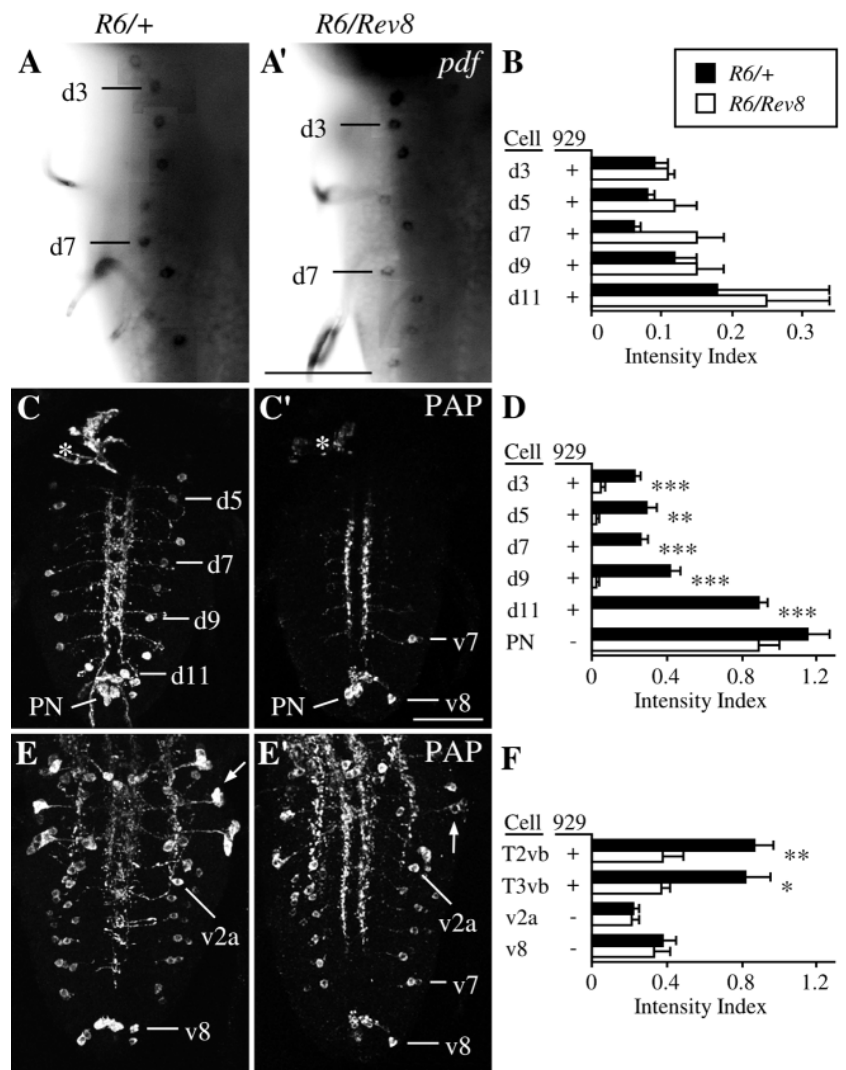 R6/+
R6/Rev8
A
d3
d7
A'
pdf
d3
d7
B
R6/+
R6/Rev8
Cell 929
d3 +
d5 +
d7 +
d9 +
d11 +
0 0.1 0.2 0.3
Intensity Index
C
*
d5
d7
d9
d11
PN
C'
PAP
*
v7
PN
v8
D
Cell 929
d3 + ***
d5 + **
d7 + ***
d9 + ***
d11 + ***
PN -
0 0.4 0.8 1.2
Intensity Index
E
v2a
v8
E'
PAP
v2a
v7
v8
F
Cell 929
T2vb + **
T3vb + *
v2a -
v8 -
0 0.4 0.8 1.2
Intensity Index